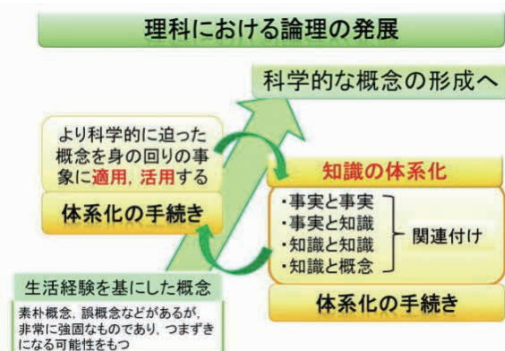 理科における論理の発展
科学的な概念の形成へ
より科学的に迫った
概念を身の回りの事
象に適用，活用する
体系化の手続き
知識の体系化
・事実と事実
・事実と知識
・知識と知識
・知識と概念
関連付け
体系化の手続き
生活経験を基にした概念
素朴概念，誤概念などがあるが，
非常に強固なものであり，つまずき
になる可能性をもつ